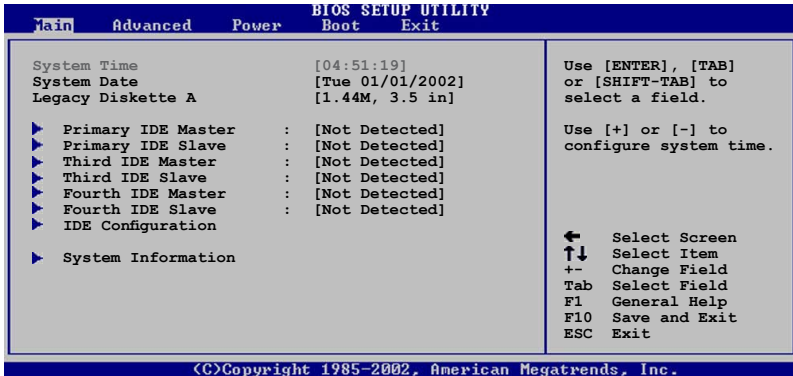 BIOS SETUP UTILITY
Main Advanced Power Boot Exit
System Time [04:51:19]
System Date [Tue 01/01/2002]
Legacy Diskette A [1.44M, 3.5 in]
Primary IDE Master : [Not Detected]
Primary IDE Slave : [Not Detected]
Third IDE Master : [Not Detected]
Third IDE Slave : [Not Detected]
Fourth IDE Master : [Not Detected]
Fourth IDE Slave : [Not Detected]
IDE Configuration
System Information
Use [ENTER], [TAB]
or [SHIFT-TAB] to
select a field.
Use [+] or [-] to
configure system time.
← Select Screen
↑↓ Select Item
+- Change Field
Tab Select Field
F1 General Help
F10 Save and Exit
ESC Exit
(C)Copyright 1985-2002, American Megatrends, Inc.